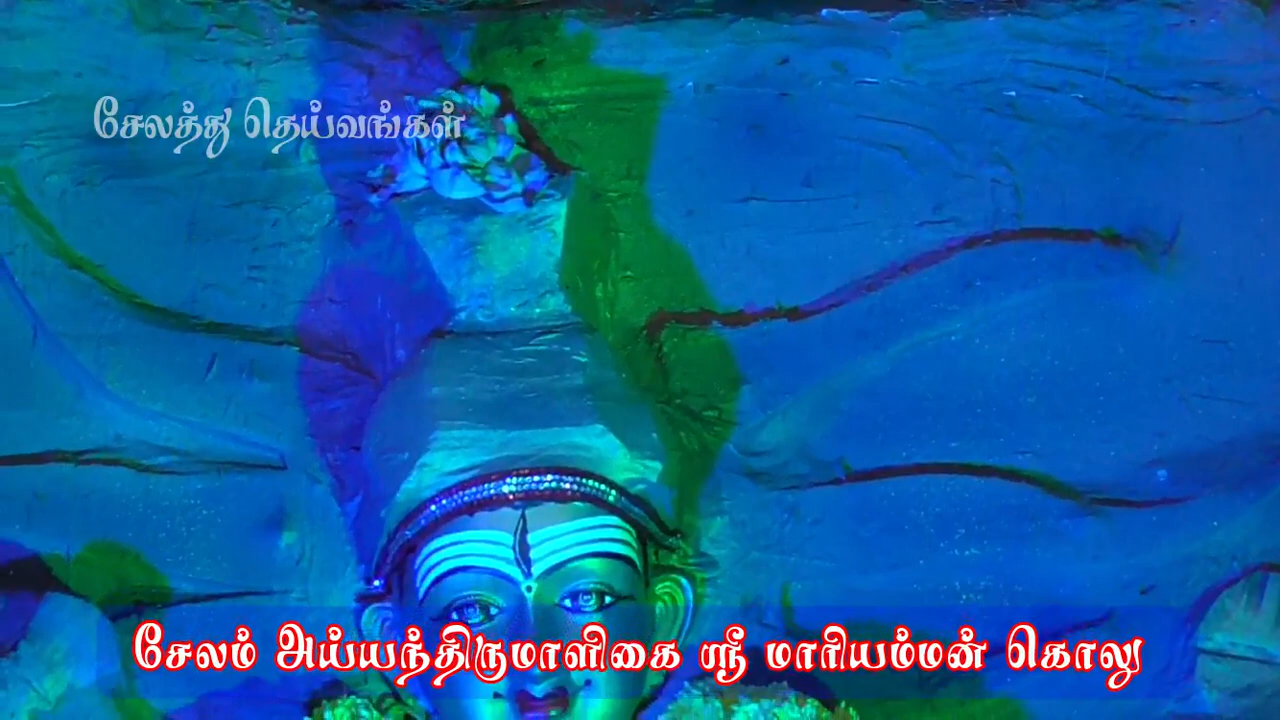 சேலத்து தெய்வங்கள்
சேலம் அய்யந்திருமாளிகை ஸ்ரீ மாரியம்மன் கொலு